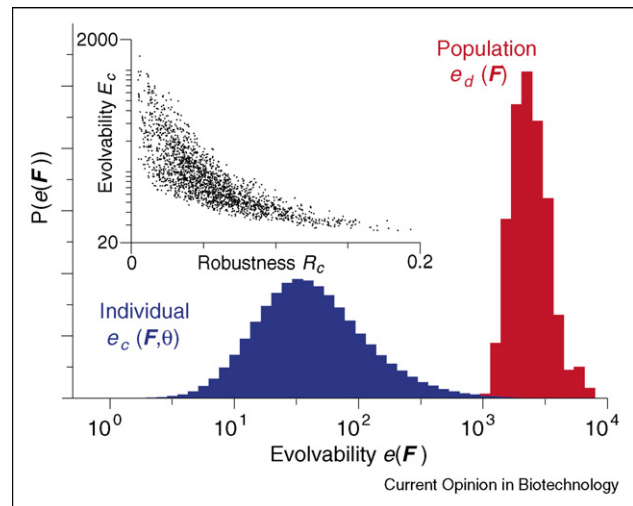 2000
Evolvability E_c
20
0
Robustness R_c
0.2
Population
e_d (F)
P(e(F))
Individual
e_c (F,θ)
10^0
10^1
10^2
10^3
10^4
Evolvability e(F)
Current Opinion in Biotechnology